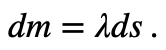 dm = λds .